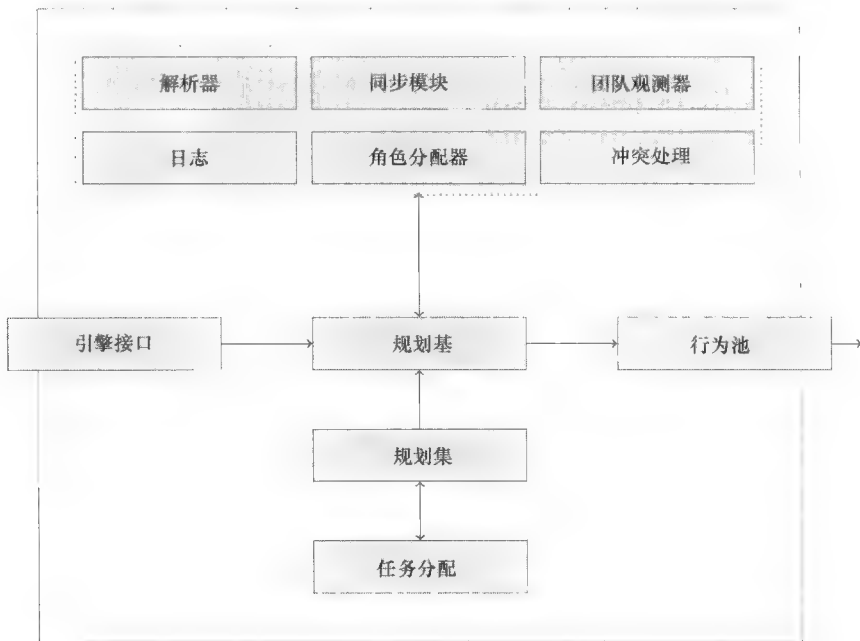 解析器
同步模块
团队观测器
日志
角色分配器
冲突处理
引擎接口
规划基
行为池
规划集
任务分配